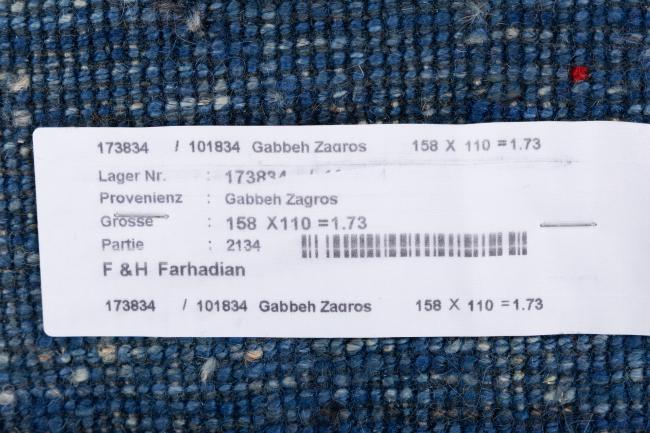 173834 / 101834 Gabbeh Zagros 158 X 110 =1.73
Lager Nr. : 173834 /
Provenienz : Gabbeh Zagros
Grösse : 158 X110 =1.73
Partie : 2134
F &H Farhadian
173834 / 101834 Gabbeh Zagros 158 X 110 =1.73